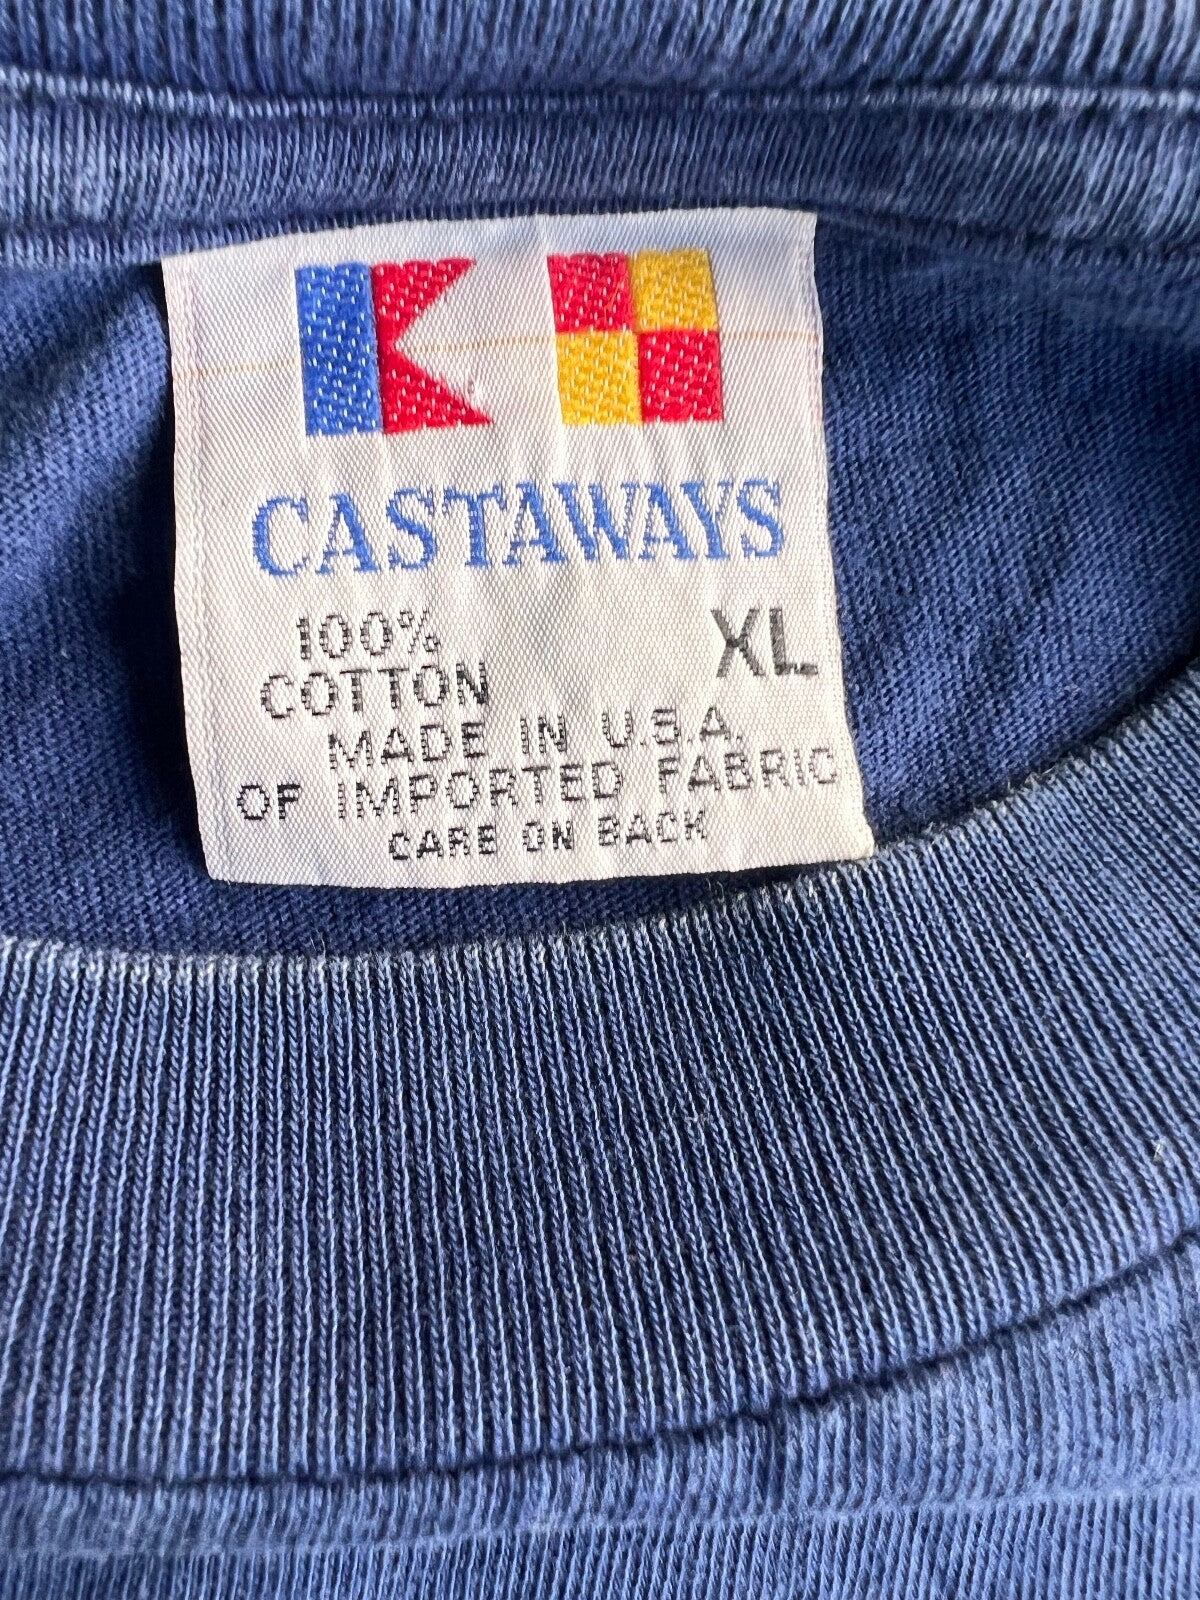 CASTAWAYS
100% XL
COTTON
MADE IN U.S.A.
OF IMPORTED FABRIC
CARE ON BACK